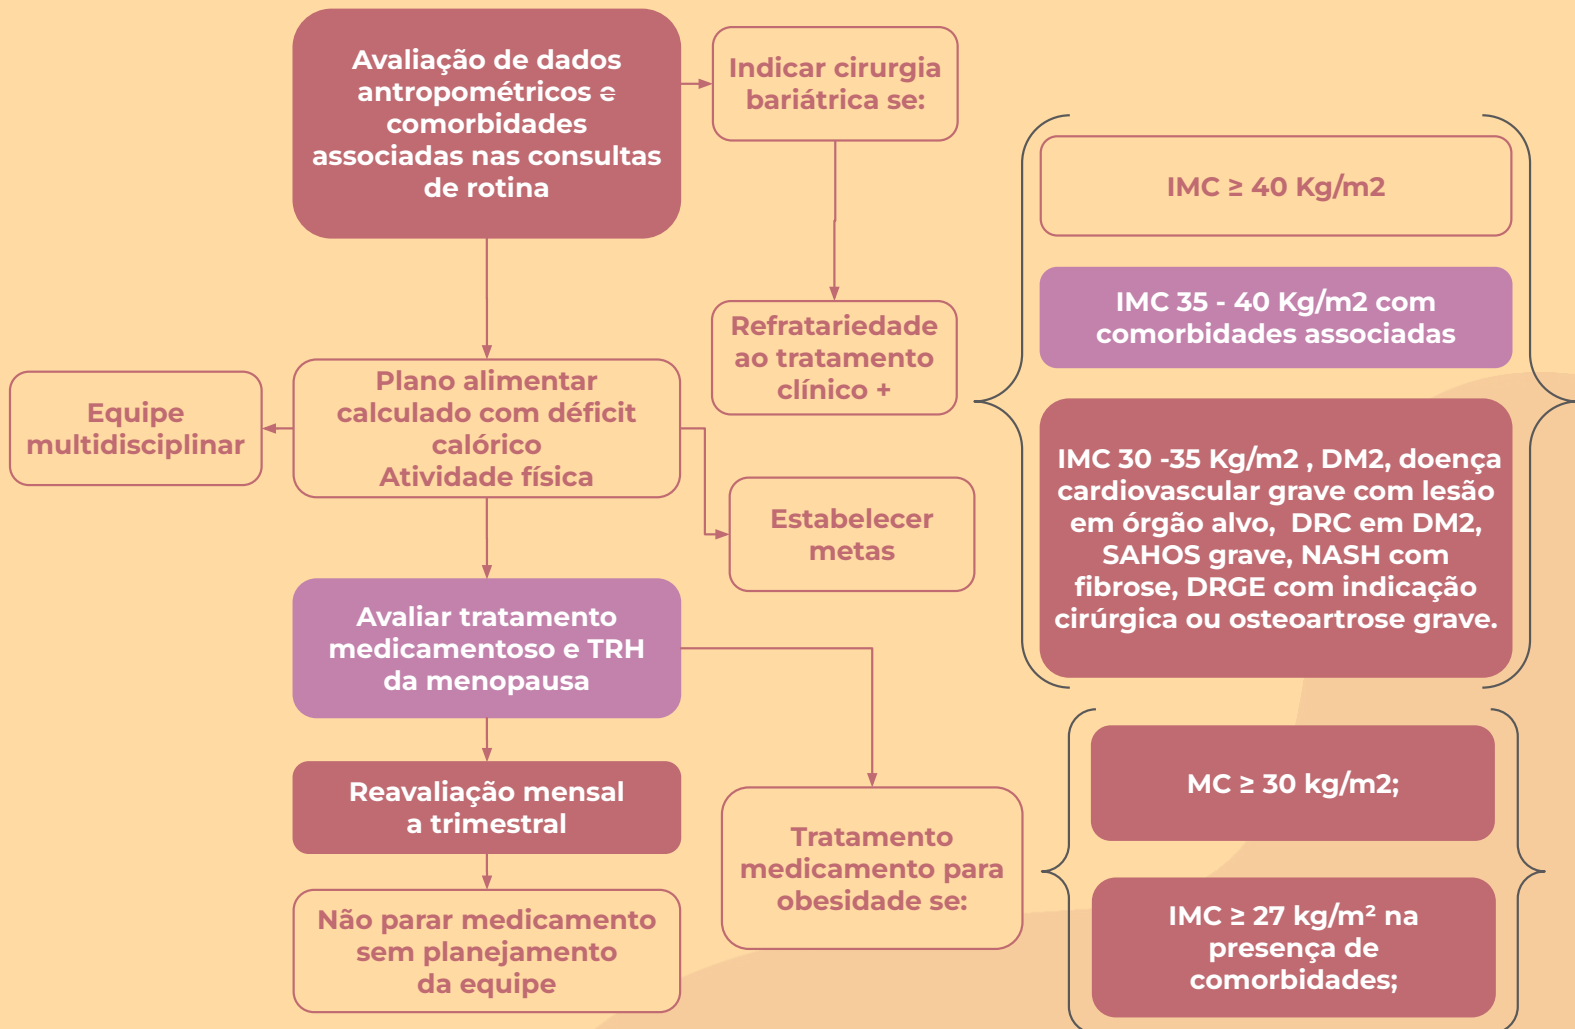 Avaliação de dados
antropométricos e
comorbidades
associadas nas consultas
de rotina
Indicar cirurgia
bariátrica se:
IMC ≥ 40 Kg/m2
IMC 35 - 40 Kg/m2 com
comorbidades associadas
Refratariedade
ao tratamento
clínico +
IMC 30 -35 Kg/m2 , DM2, doença
cardiovascular grave com lesão
em órgão alvo, DRC em DM2,
SAHOS grave, NASH com
fibrose, DRGE com indicação
cirúrgica ou osteoartrose grave.
Equipe
multidisciplinar
Plano alimentar
calculado com déficit
calórico
Atividade física
Estabelecer
metas
Avaliar tratamento
medicamentoso e TRH
da menopausa
Reavaliação mensal
a trimestral
Não parar medicamento
sem planejamento
da equipe
Tratamento
medicamento para
obesidade se:
MC ≥ 30 kg/m2;
IMC ≥ 27 kg/m² na
presença de
comorbidades;